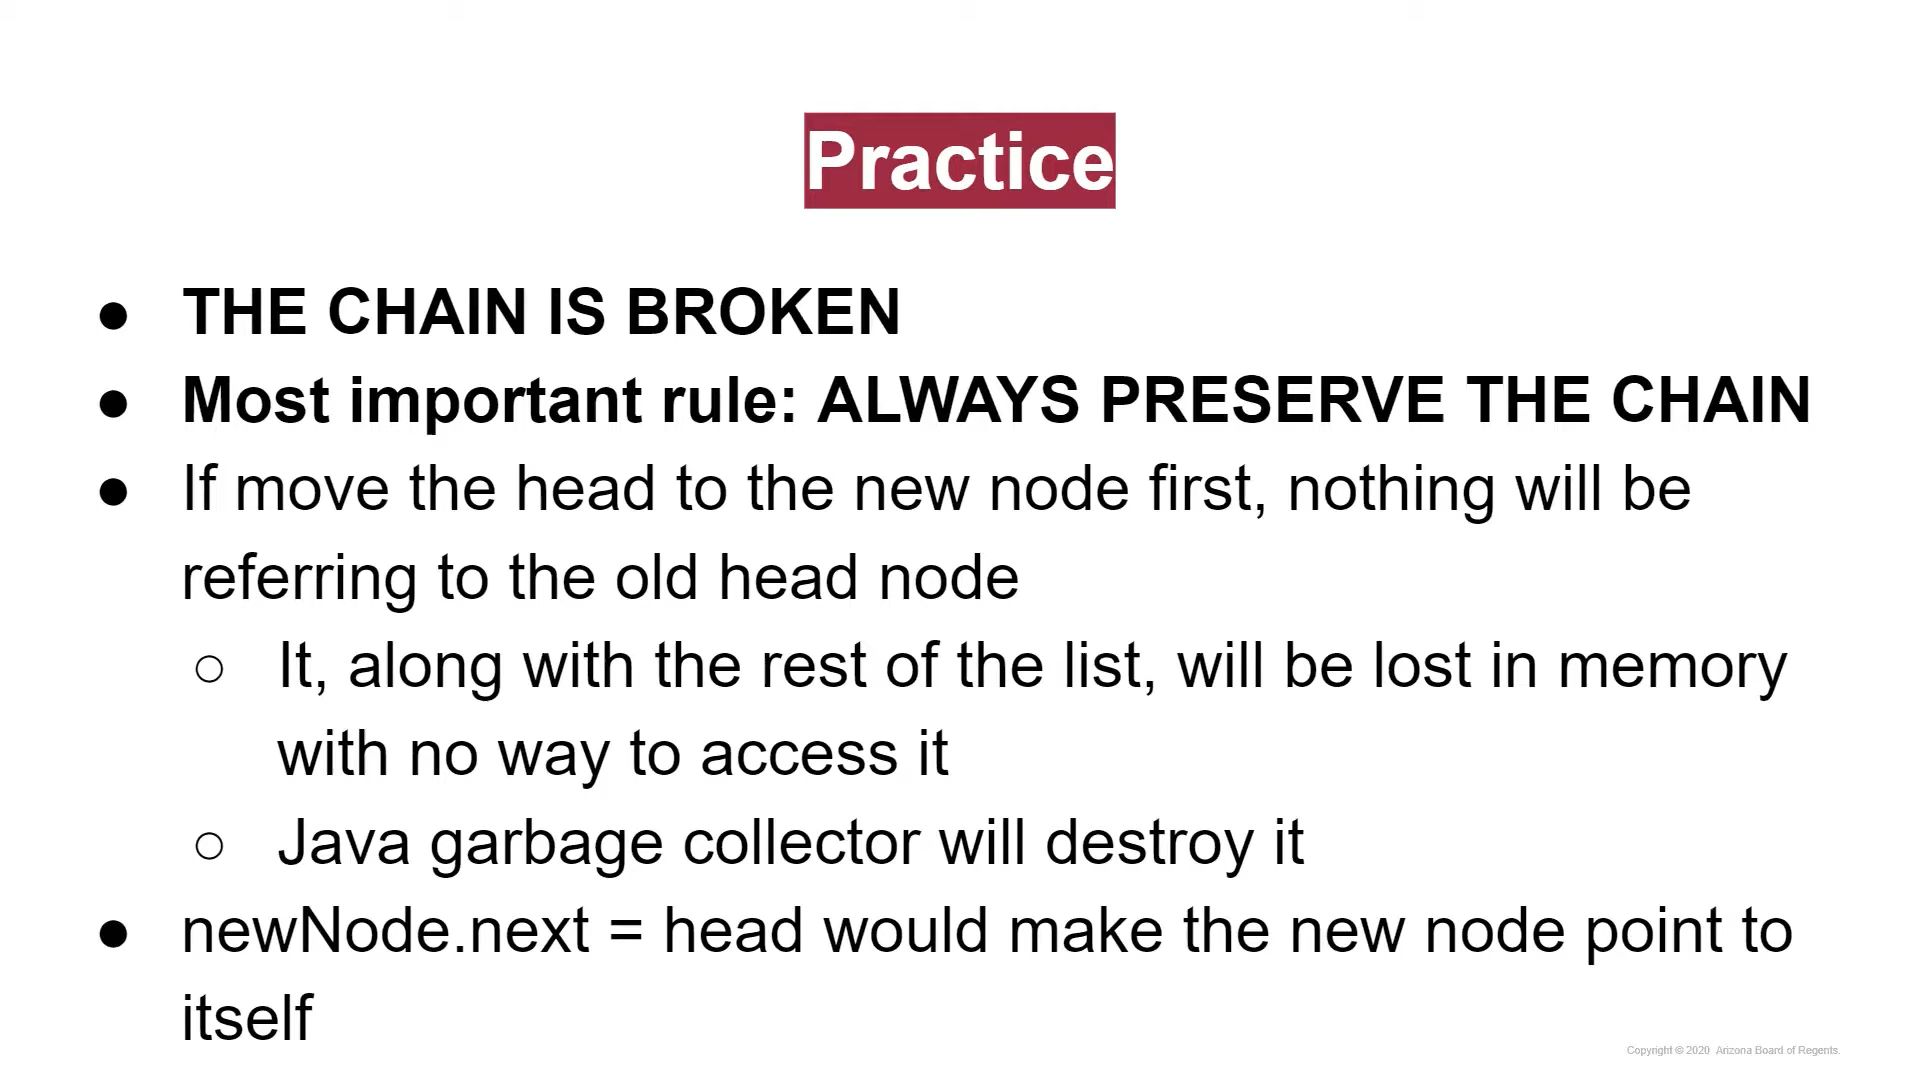 Practice
● THE CHAIN IS BROKEN
● Most important rule: ALWAYS PRESERVE THE CHAIN
● If move the head to the new node first, nothing will be
referring to the old head node
○ It, along with the rest of the list, will be lost in memory
with no way to access it
○ Java garbage collector will destroy it
● newNode.next = head would make the new node point to
itself
Copyright © 2020 Arizona Board of Regents.